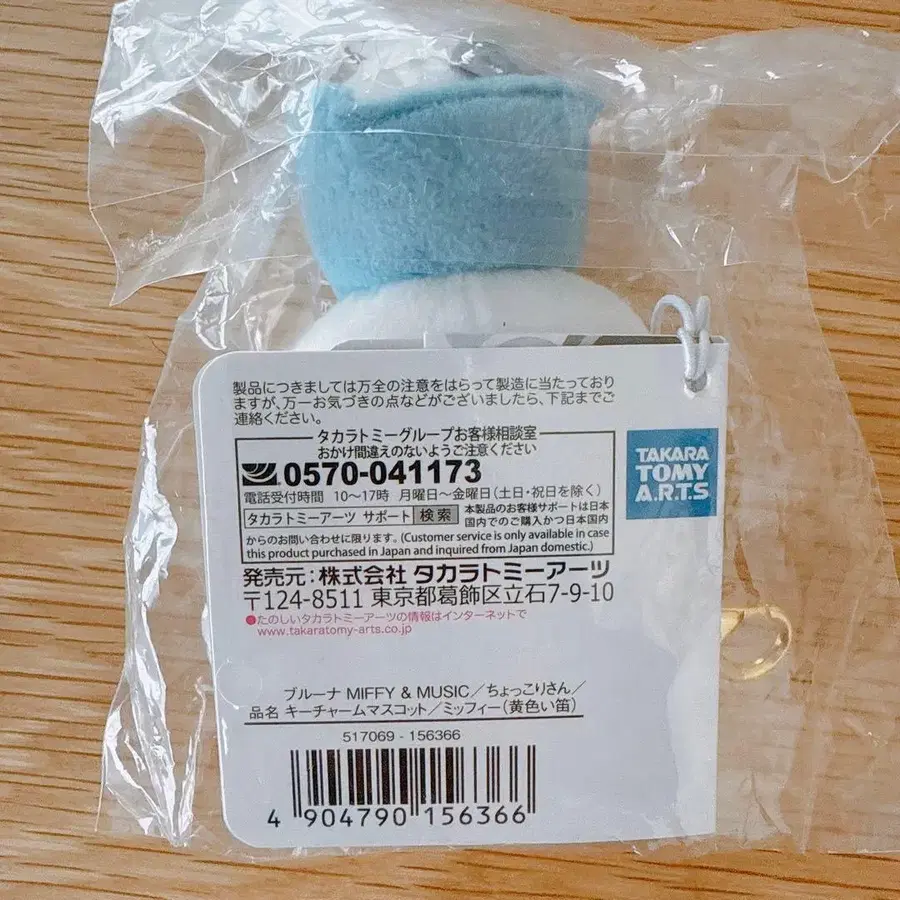 製品につきましては万全の注意をはらって製造に当たっており
ますが、万一お気づきの点などがございましたら、下記までご
連絡ください。
タカラトミーグループお客様相談室
おかけ間違えのないようご注意ください
0570-041173
電話受付時間 10〜17時 月曜日〜金曜日(土日・祝日を除く)
タカラトミーアーツ サポート 検索
本製品のお客様サポートは日本
国内でのご購入かつ日本国内
からのお問い合わせに限ります。(Customer service is only available in case
this product purchased in Japan and inquired from Japan domestic.)
発売元:株式会社 タカラトミーアーツ
〒124-8511 東京都葛飾区立石7-9-10
●たのしいタカラトミーアーツの情報はインターネットで
www.takaratomy-arts.co.jp
TAKARA
TOMY
A.R.T.S
ブルーナ MIFFY & MUSIC/ちょっこりさん/
品名 キーチャームマスコット/ミッフィー(黄色い笛)
517069 - 156366
4 904790 156366